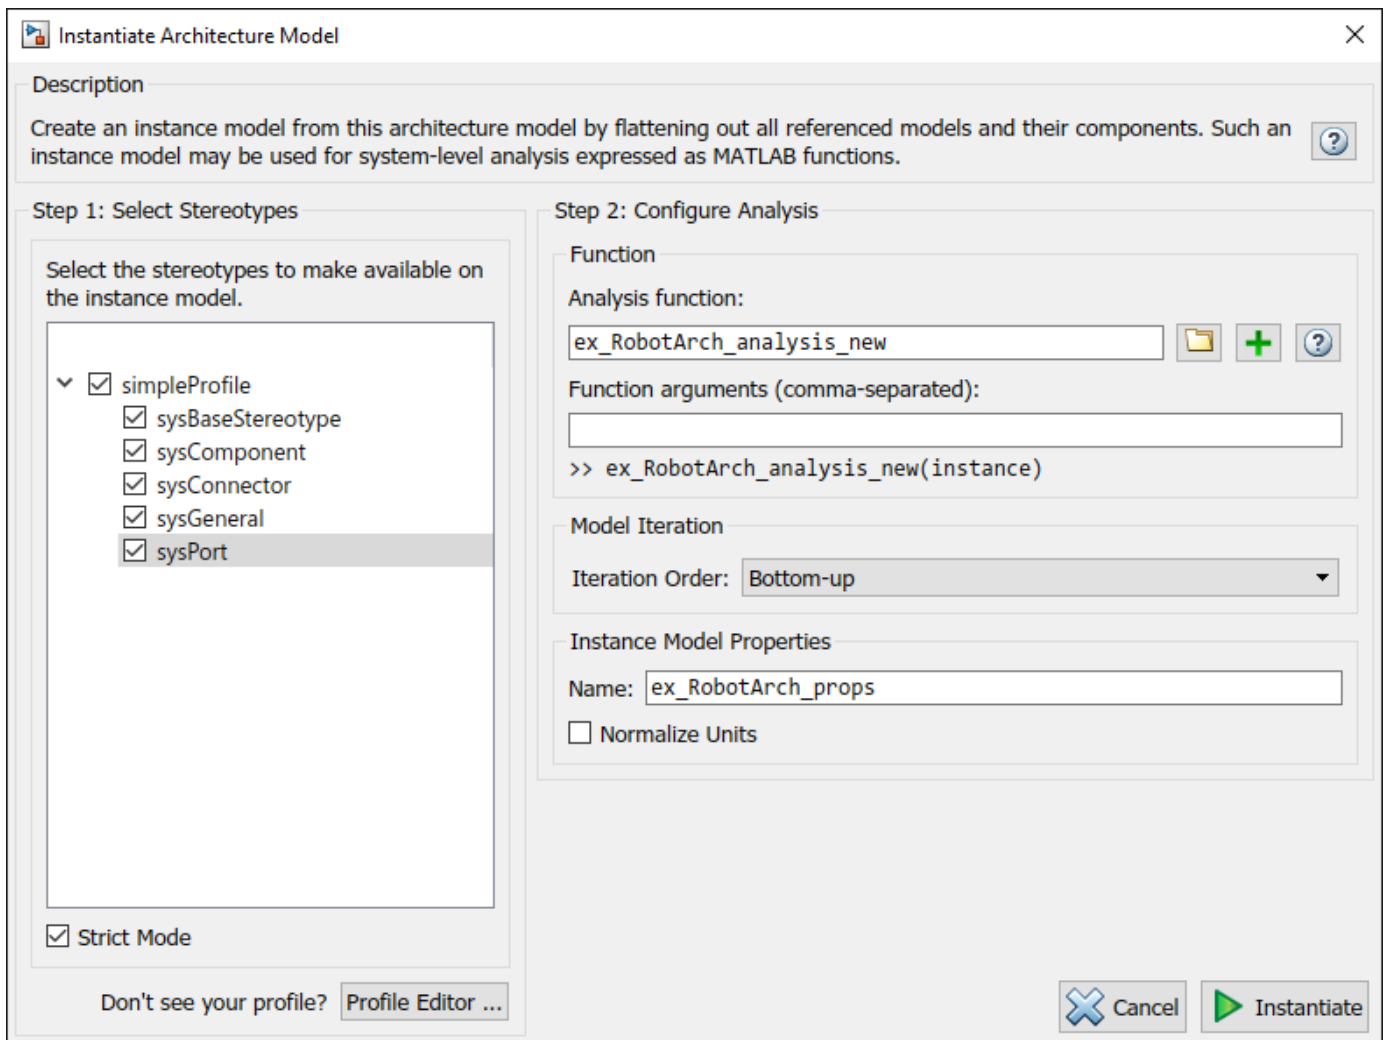 Instantiate Architecture Model
Description
Create an instance model from this architecture model by flattening out all referenced models and their components. Such an
instance model may be used for system-level analysis expressed as MATLAB functions.
Step 1: Select Stereotypes
Select the stereotypes to make available on
the instance model.
simpleProfile
sysBaseStereotype
sysComponent
sysConnector
sysGeneral
sysPort
Strict Mode
Don't see your profile?
Profile Editor ...
Step 2: Configure Analysis
Function
Analysis function:
ex_RobotArch_analysis_new
Function arguments (comma-separated):
>> ex_RobotArch_analysis_new(instance)
Model Iteration
Iteration Order: Bottom-up
Instance Model Properties
Name: ex_RobotArch_props
Normalize Units
Cancel
Instantiate